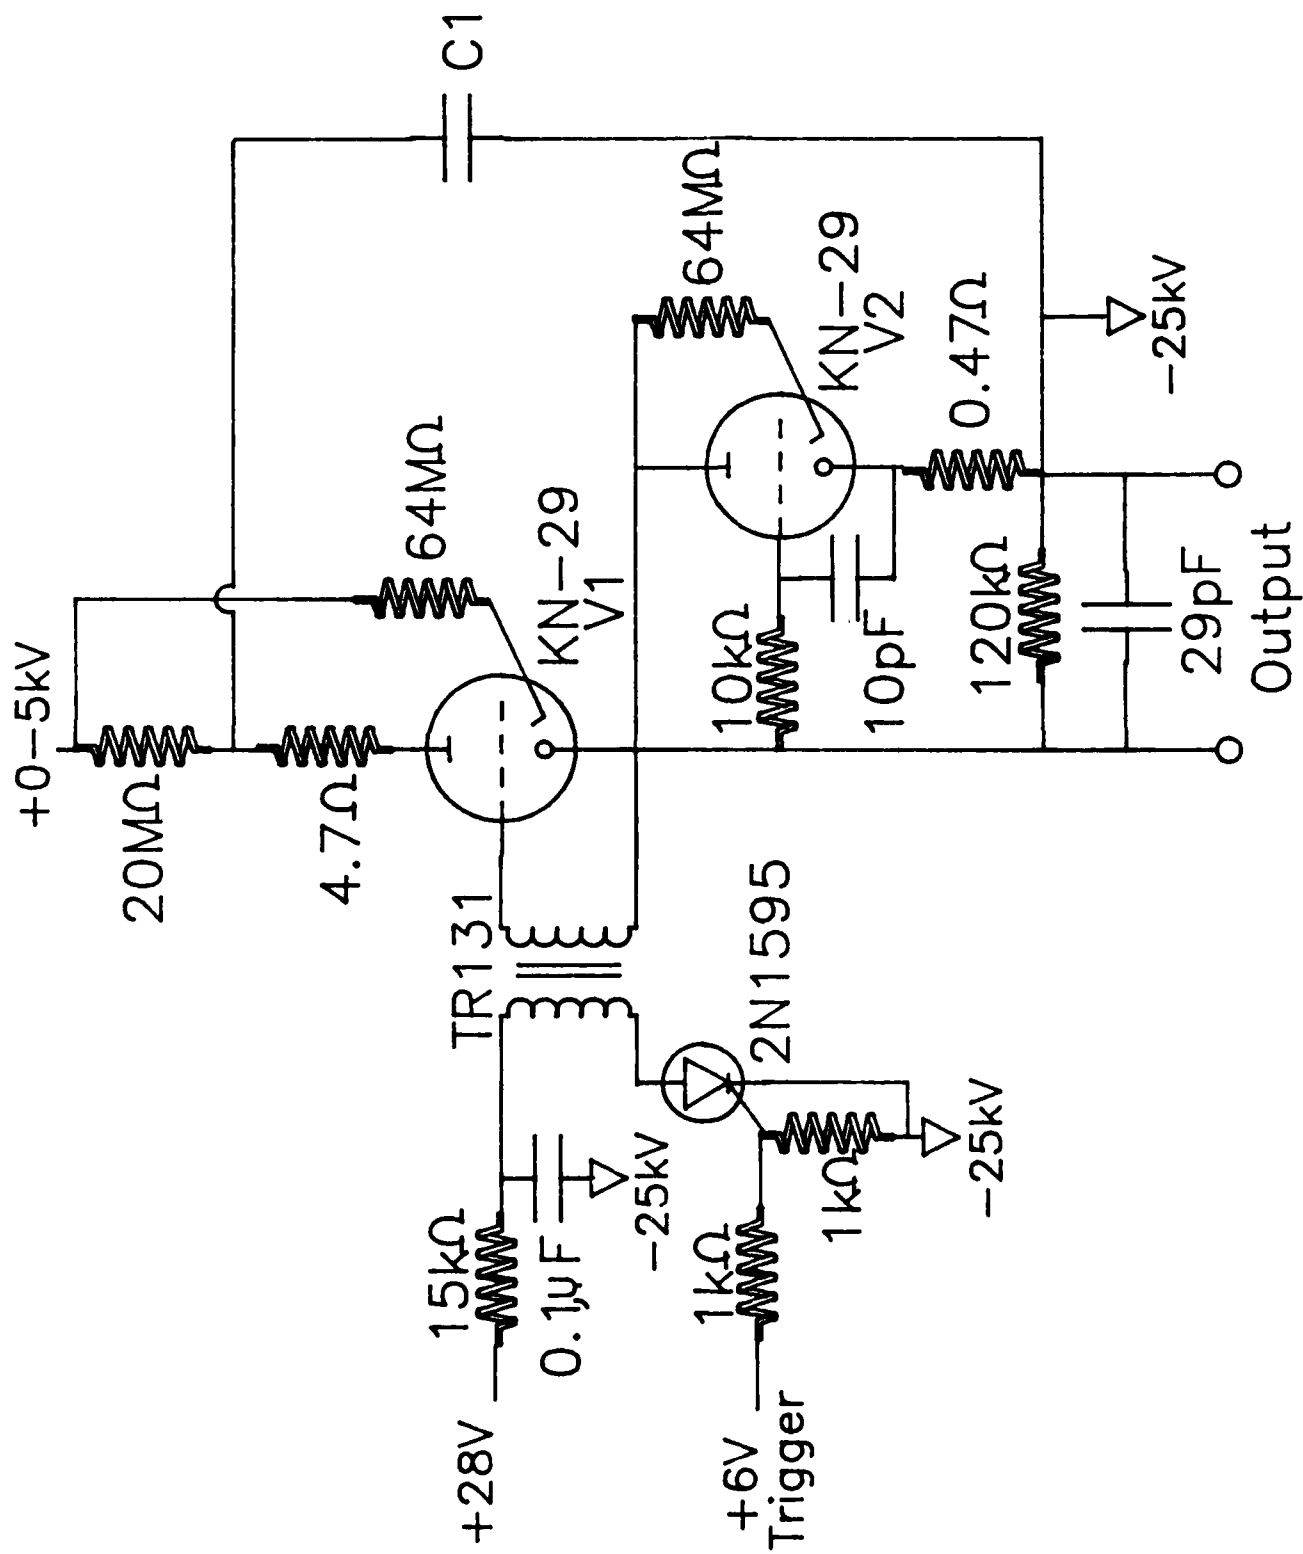 +0-5kV
20MΩ
4.7Ω
64MΩ
C1
KN-29
V1
TR131
+28V
15kΩ
0.1μF
-25kV
+6V
Trigger
1kΩ
1kΩ
-25kV
2N1595
64MΩ
KN-29
V2
10kΩ
10pF
0.47Ω
120kΩ
29pF
-25kV
Output